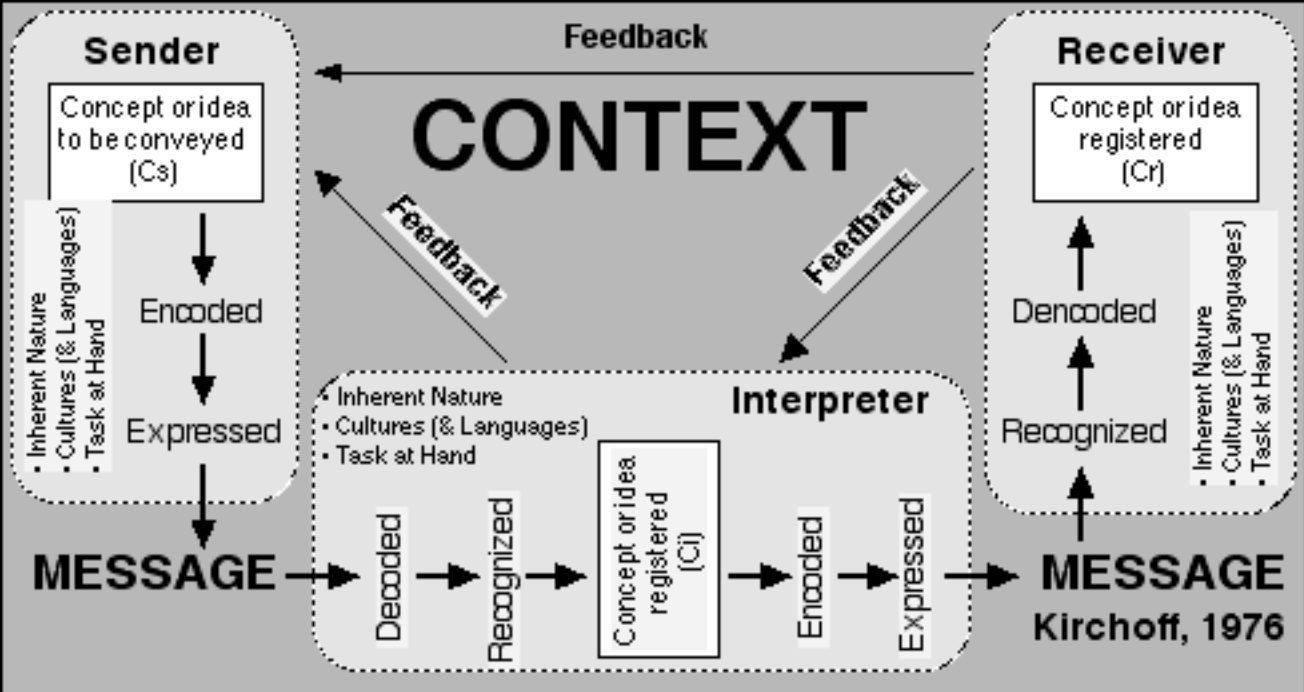 Sender
Concept or idea
to be conveyed
(Cs)
• Inherent Nature
• Cultures (& Languages)
• Task at Hand
Encoded
Expressed
MESSAGE
Feedback
CONTEXT
Feedback
Feedback
• Inherent Nature
• Cultures (& Languages)
• Task at Hand
Interpreter
Decoded
Recognized
Concept or idea
registered
(Ci)
Encoded
Expressed
Receiver
Concept or idea
registered
(Cr)
Dencoded
Recognized
• Inherent Nature
• Cultures (& Languages)
• Task at Hand
MESSAGE
Kirchoff, 1976